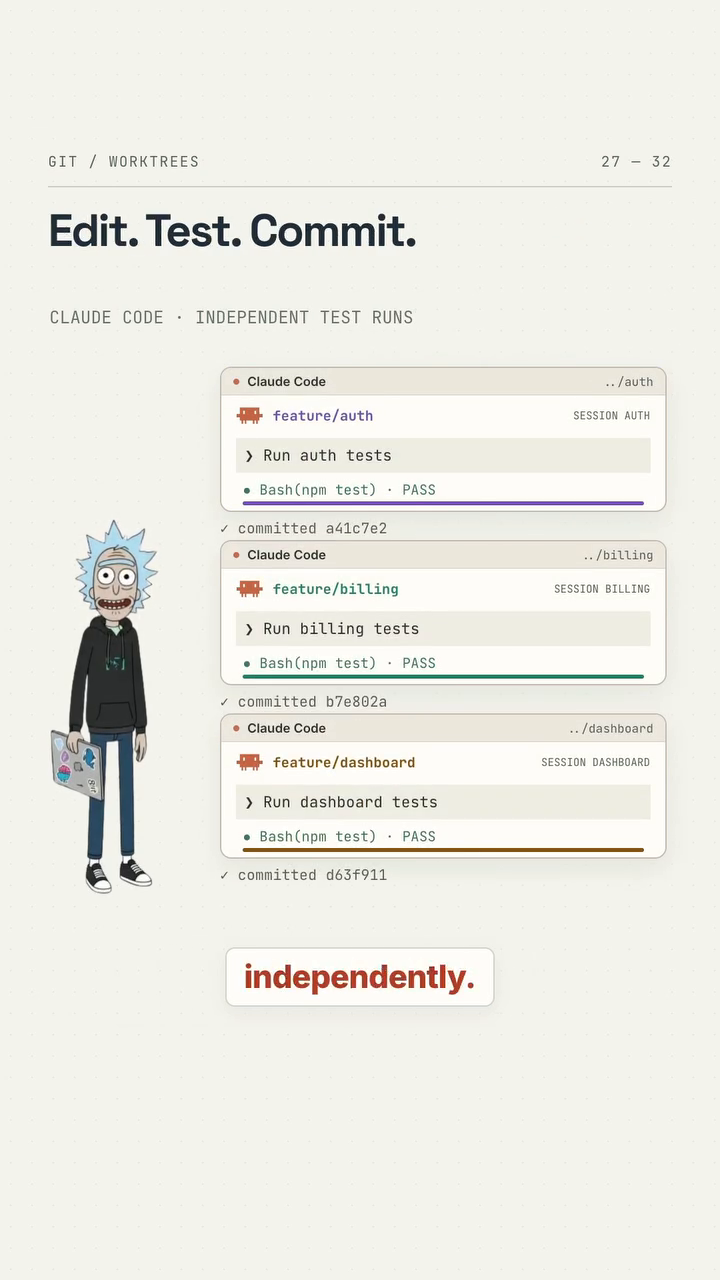 GIT / WORKTREES
27 — 32
Edit. Test. Commit.
CLAUDE CODE · INDEPENDENT TEST RUNS
Claude Code
../auth
feature/auth
SESSION AUTH
❯ Run auth tests
● Bash(npm test) · PASS
✓ committed a41c7e2
Claude Code
../billing
feature/billing
SESSION BILLING
❯ Run billing tests
● Bash(npm test) · PASS
✓ committed b7e802a
Claude Code
../dashboard
feature/dashboard
SESSION DASHBOARD
❯ Run dashboard tests
● Bash(npm test) · PASS
✓ committed d63f911
independently.